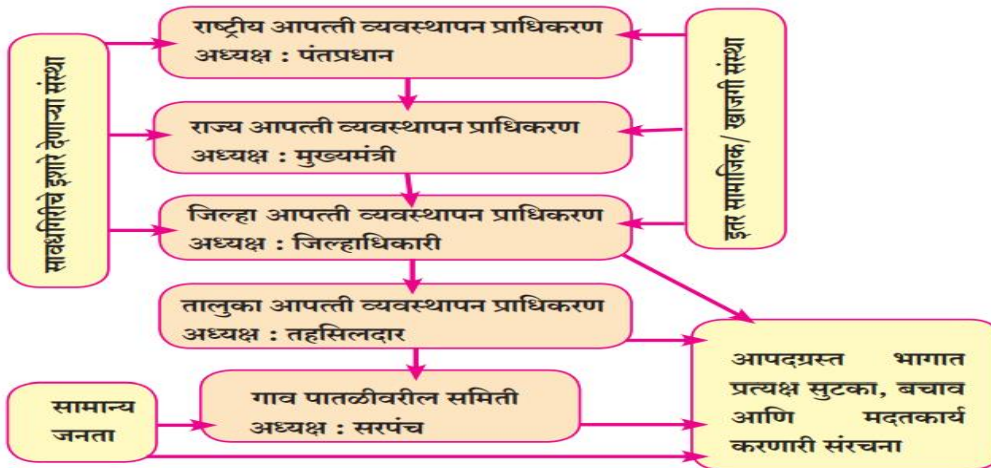 राष्ट्रीय आपत्ती व्यवस्थापन प्राधिकरण
अध्यक्ष : पंतप्रधान
सावधगिरीचे इशारे देणाऱ्या संस्था
इतर सामाजिक/ खाजगी संस्था
राज्य आपत्ती व्यवस्थापन प्राधिकरण
अध्यक्ष : मुख्यमंत्री
जिल्हा आपत्ती व्यवस्थापन प्राधिकरण
अध्यक्ष : जिल्हाधिकारी
तालुका आपत्ती व्यवस्थापन प्राधिकरण
अध्यक्ष : तहसिलदार
गाव पातळीवरील समिती
अध्यक्ष : सरपंच
सामान्य
जनता
आपदग्रस्त भागात
प्रत्यक्ष सुटका, बचाव
आणि मदतकार्य
करणारी संरचना